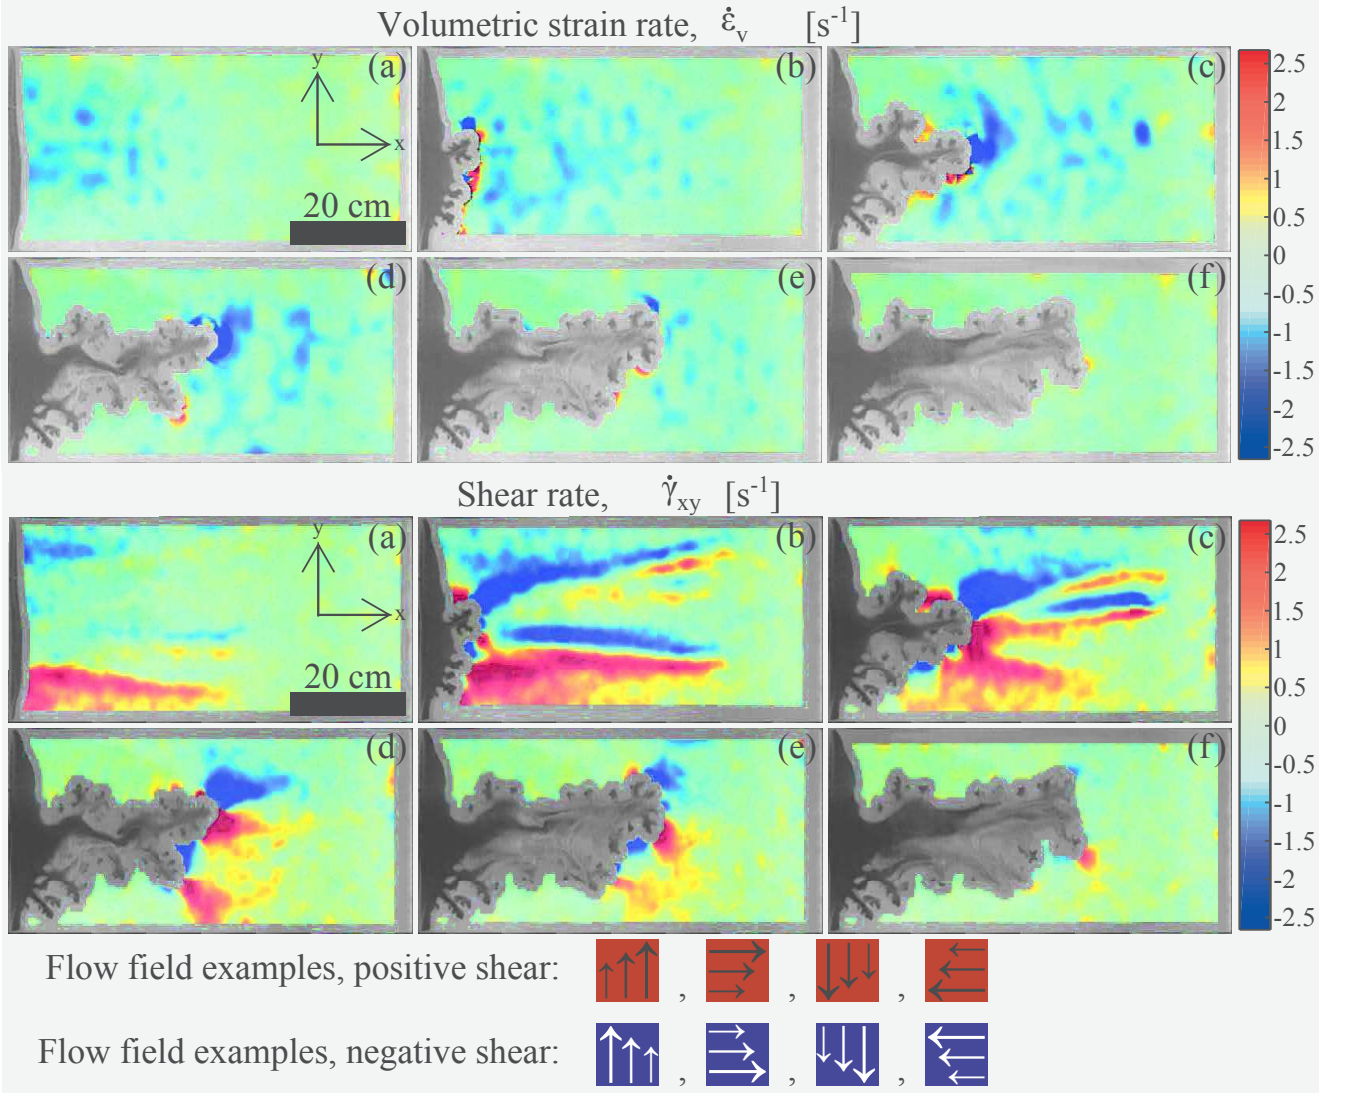 Volumetric strain rate, ε̇v [s-1]
(a) (b) (c)
y
x
20 cm
(d) (e) (f)
2.5
2
1.5
1
0.5
0
-0.5
-1
-1.5
-2
-2.5
Shear rate, γ̇xy [s-1]
(a) (b) (c)
y
x
20 cm
(d) (e) (f)
2.5
2
1.5
1
0.5
0
-0.5
-1
-1.5
-2
-2.5
Flow field examples, positive shear: , , ,
Flow field examples, negative shear: , , ,